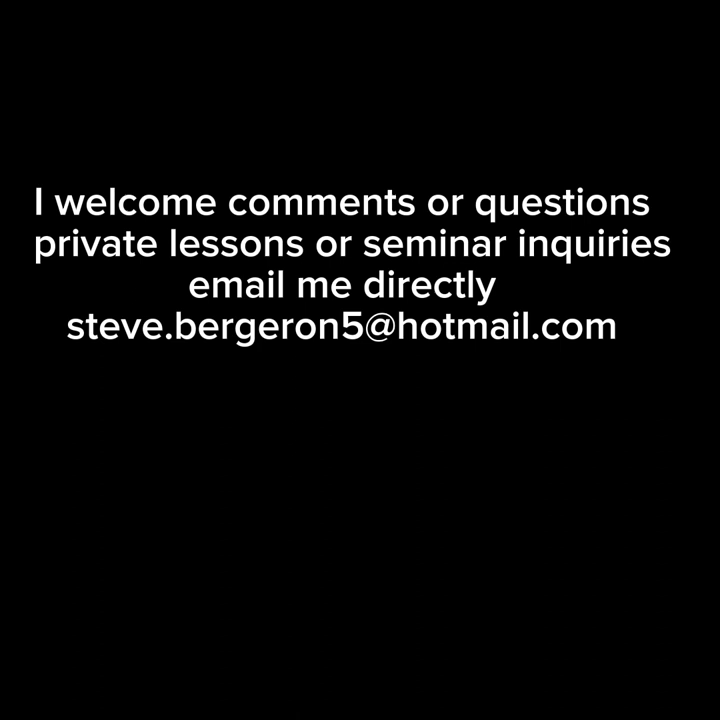 I welcome comments or questions
private lessons or seminar inquiries
email me directly
steve.bergeron5@hotmail.com